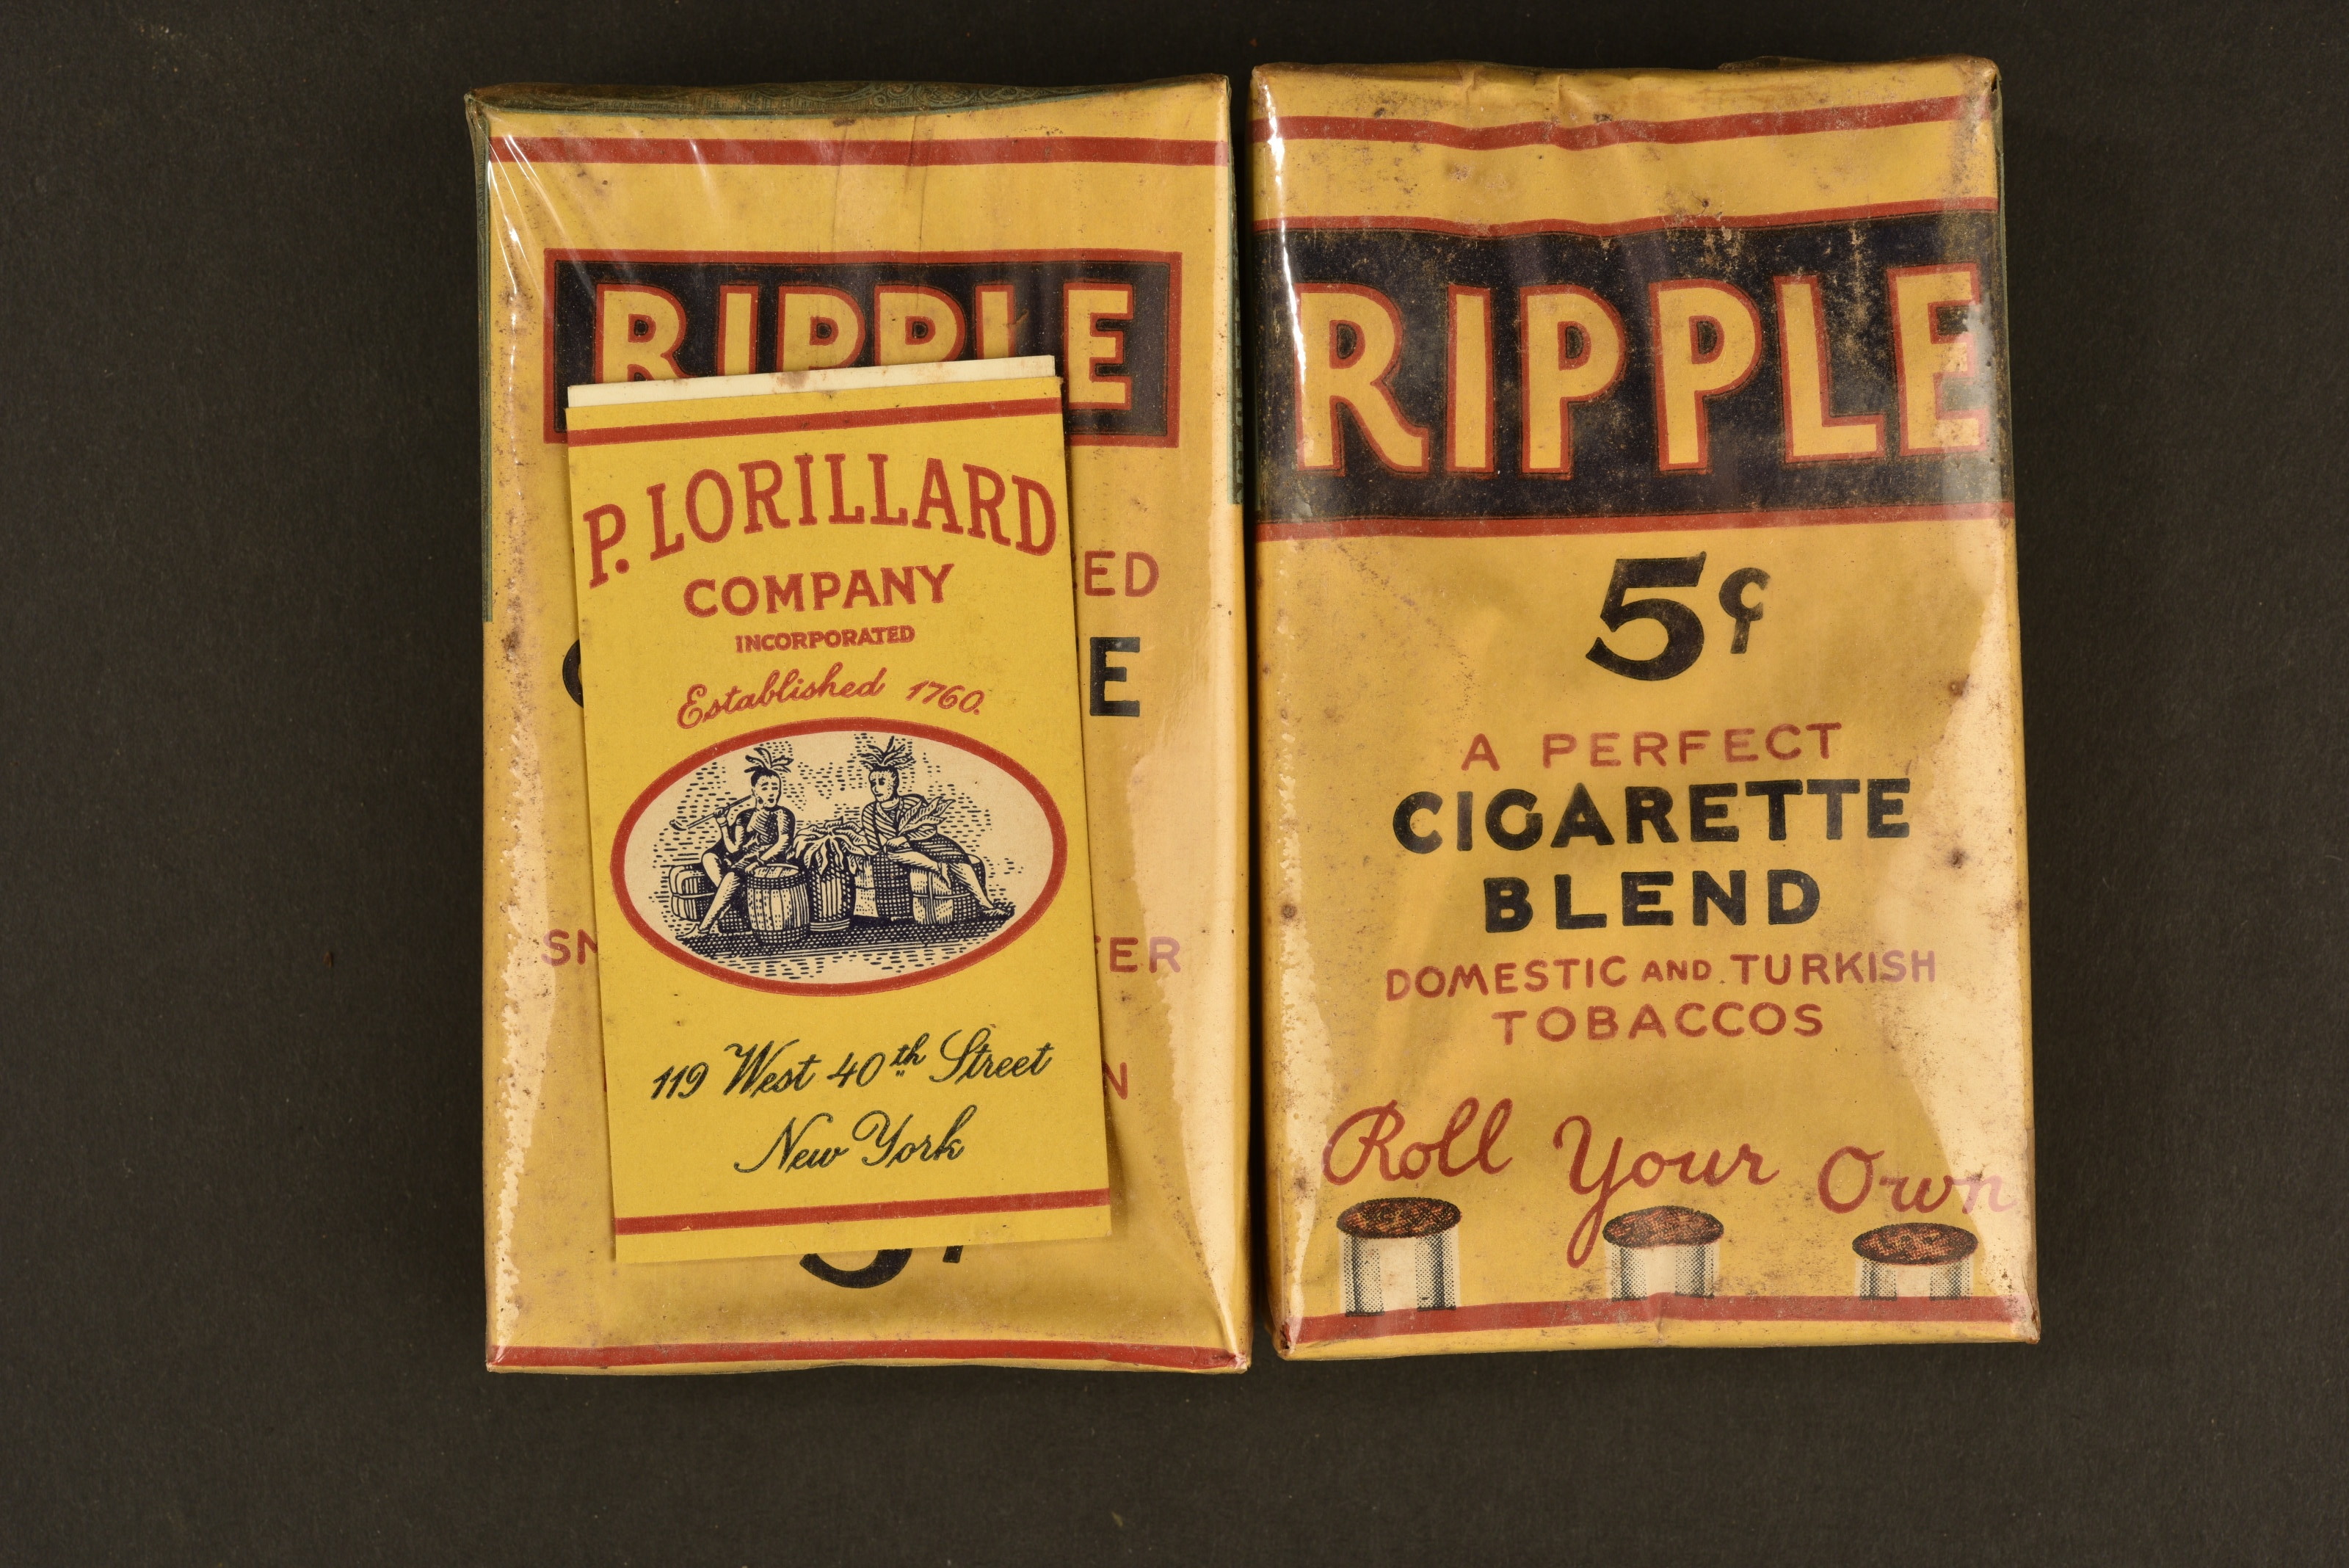 RIPPLE
P. LORILLARD
COMPANY
INCORPORATED
Established 1760.
119 West 40th Street
New York
RIPPLE
5¢
A PERFECT
CIGARETTE
BLEND
DOMESTIC AND TURKISH
TOBACCOS
Roll Your Own